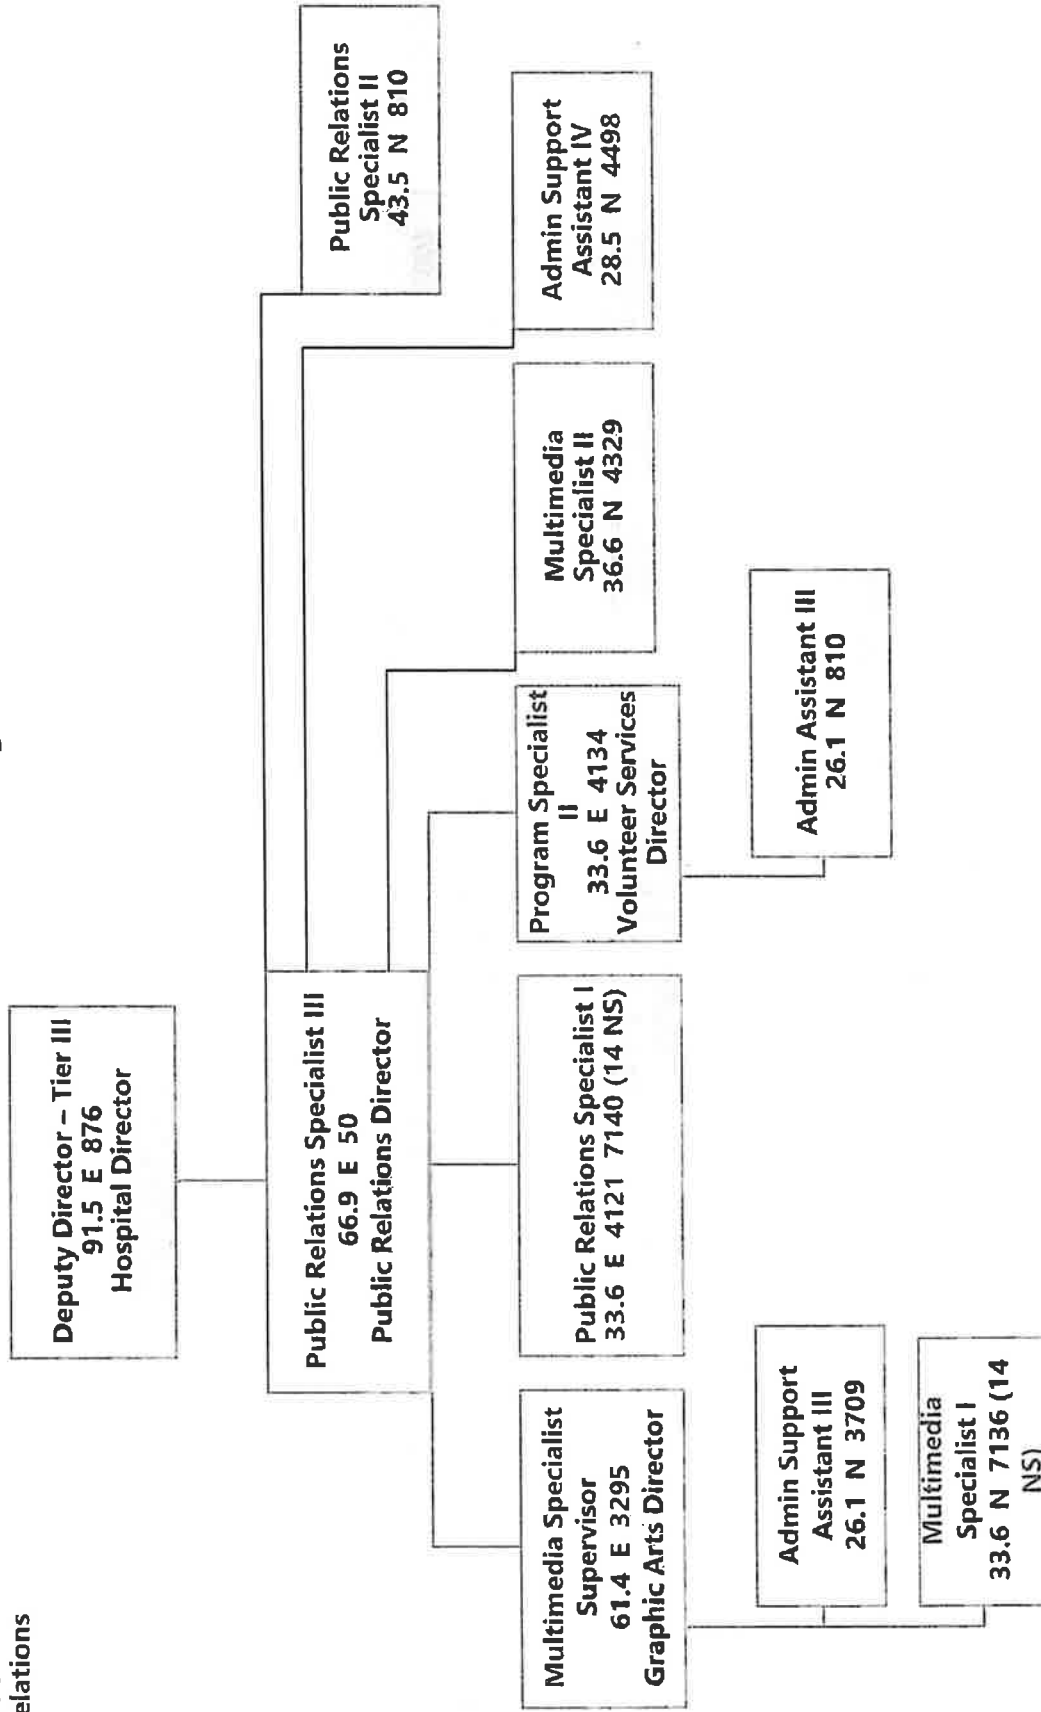 elations
Deputy Director – Tier III
91.5 E 876
Hospital Director
Public Relations Specialist III
66.9 E 50
Public Relations Director
Public Relations
Specialist II
43.5 N 810
Multimedia Specialist
Supervisor
61.4 E 3295
Graphic Arts Director
Public Relations Specialist I
33.6 E 4121 7140 (14 NS)
Program Specialist
II
33.6 E 4134
Volunteer Services
Director
Multimedia
Specialist II
36.6 N 4329
Admin Support
Assistant IV
28.5 N 4498
Admin Support
Assistant III
26.1 N 3709
Multimedia
Specialist I
33.6 N 7136 (14
NS)
Admin Assistant III
26.1 N 810